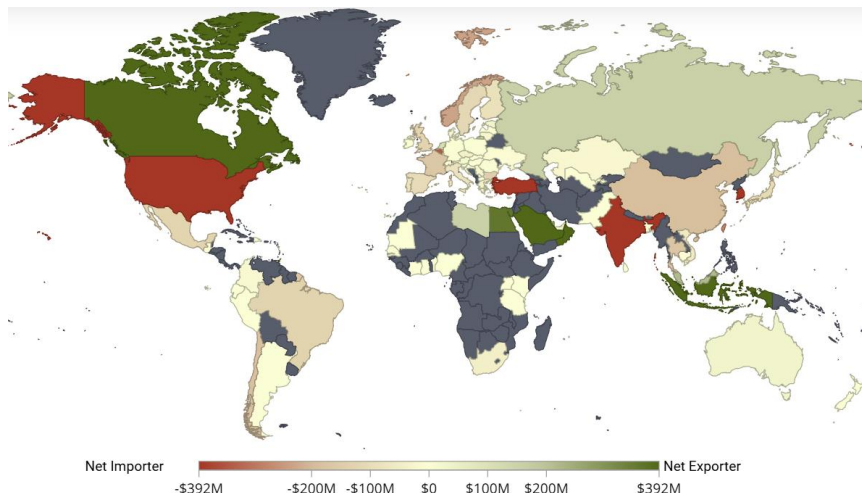 Net Importer
Net Exporter
-$392M
-$200M
-$100M
$0
$100M
$200M
$392M